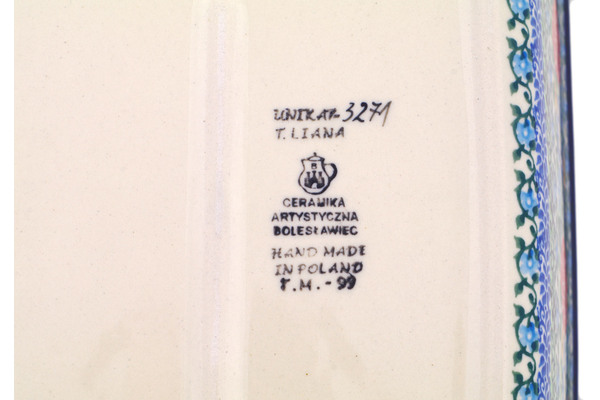 UNIKAT-3271
T. LIANA
CERAMIKA
ARTYSTYCZNA
BOLESŁAWIEC
HAND MADE
IN POLAND
T.M.-99